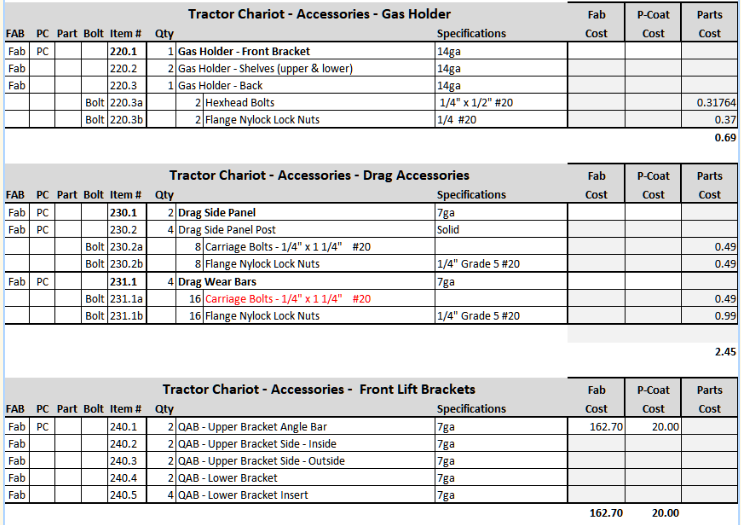 Tractor Chariot - Accessories - Gas Holder Fab P-Coat Parts
FAB PC Part Bolt Item # Qty Specifications Cost Cost Cost
Fab PC 220.1 1 Gas Holder - Front Bracket 14ga
Fab 220.2 2 Gas Holder - Shelves (upper & lower) 14ga
Fab 220.3 1 Gas Holder - Back 14ga
Bolt 220.3a 2 Hexhead Bolts 1/4" x 1/2" #20 0.31764
Bolt 220.3b 2 Flange Nylock Lock Nuts 1/4 #20 0.37
0.69
Tractor Chariot - Accessories - Drag Accessories Fab P-Coat Parts
FAB PC Part Bolt Item # Qty Specifications Cost Cost Cost
Fab PC 230.1 2 Drag Side Panel 7ga
Fab PC 230.2 4 Drag Side Panel Post Solid
Bolt 230.2a 8 Carriage Bolts - 1/4" x 1 1/4" #20 0.49
Bolt 230.2b 8 Flange Nylock Lock Nuts 1/4" Grade 5 #20 0.49
Fab PC 231.1 4 Drag Wear Bars 7ga
Bolt 231.1a 16 Carriage Bolts - 1/4" x 1 1/4" #20 0.49
Bolt 231.1b 16 Flange Nylock Lock Nuts 1/4" Grade 5 #20 0.99
2.45
Tractor Chariot - Accessories - Front Lift Brackets Fab P-Coat Parts
FAB PC Part Bolt Item # Qty Specifications Cost Cost Cost
Fab PC 240.1 2 QAB - Upper Bracket Angle Bar 7ga 162.70 20.00
Fab 240.2 2 QAB - Upper Bracket Side - Inside 7ga
Fab 240.3 2 QAB - Upper Bracket Side - Outside 7ga
Fab 240.4 2 QAB - Lower Bracket 7ga
Fab 240.5 4 QAB - Lower Bracket Insert 7ga
162.70 20.00